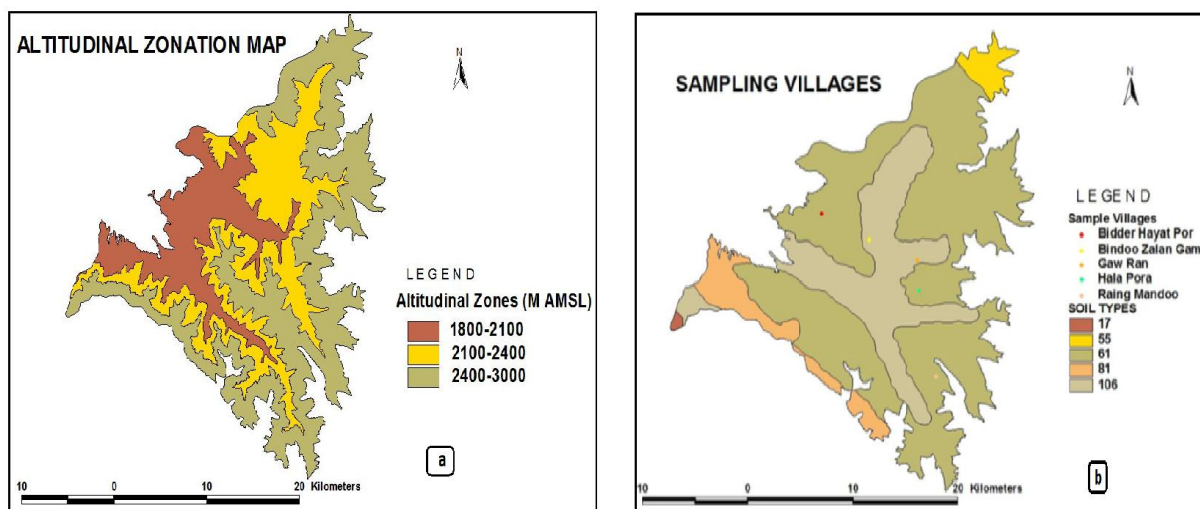 ALTITUDINAL ZONATION MAP
N
LEGEND
Altitudinal Zones (M AMSL)
1800-2100
2100-2400
2400-3000
a
10 0 10 20 Kilometers
SAMPLING VILLAGES
N
LEGEND
Sample Villages
Bidder Hayat Por
Bindoo Zalan Gam
Gaw Ran
Hala Pora
Raing Mandoo
SOIL TYPES
17
55
61
81
106
b
10 0 10 20 Kilometers